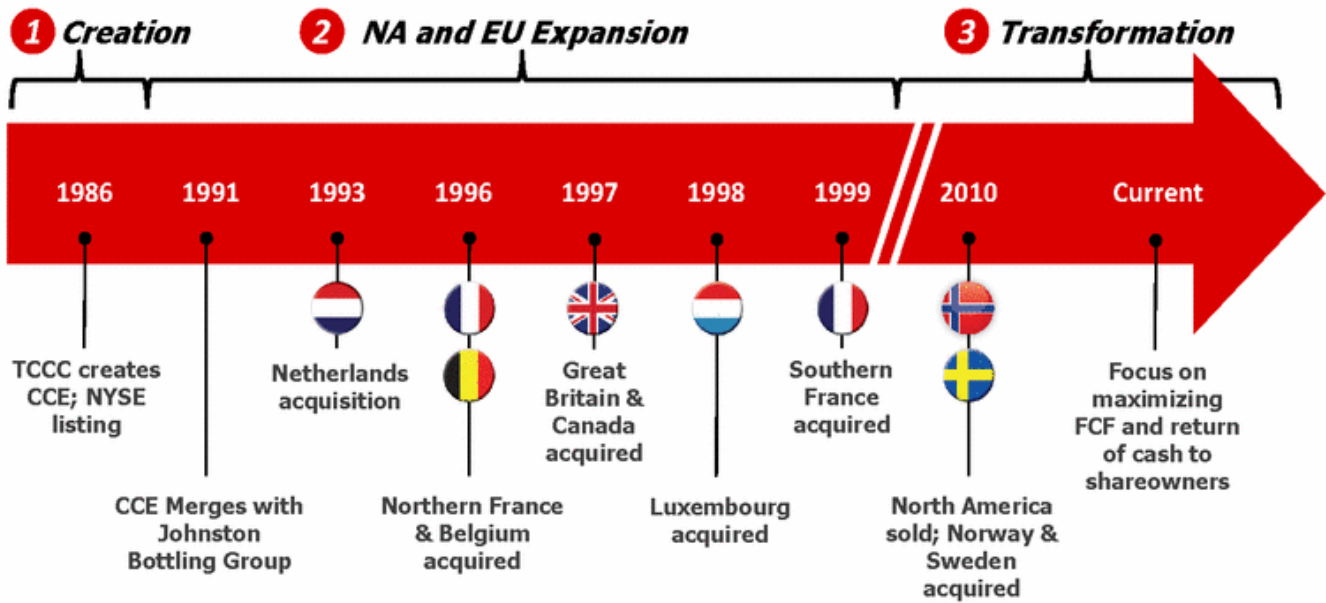 1 Creation
2 NA and EU Expansion
3 Transformation
1986
1991
1993
1996
1997
1998
1999
2010
Current
TCCC creates
CCE; NYSE
listing
CCE Merges with
Johnston
Bottling Group
Netherlands
acquisition
Northern France
& Belgium
acquired
Great
Britain &
Canada
acquired
Luxembourg
acquired
Southern
France
acquired
North America
sold; Norway &
Sweden
acquired
Focus on
maximizing
FCF and return
of cash to
shareowners